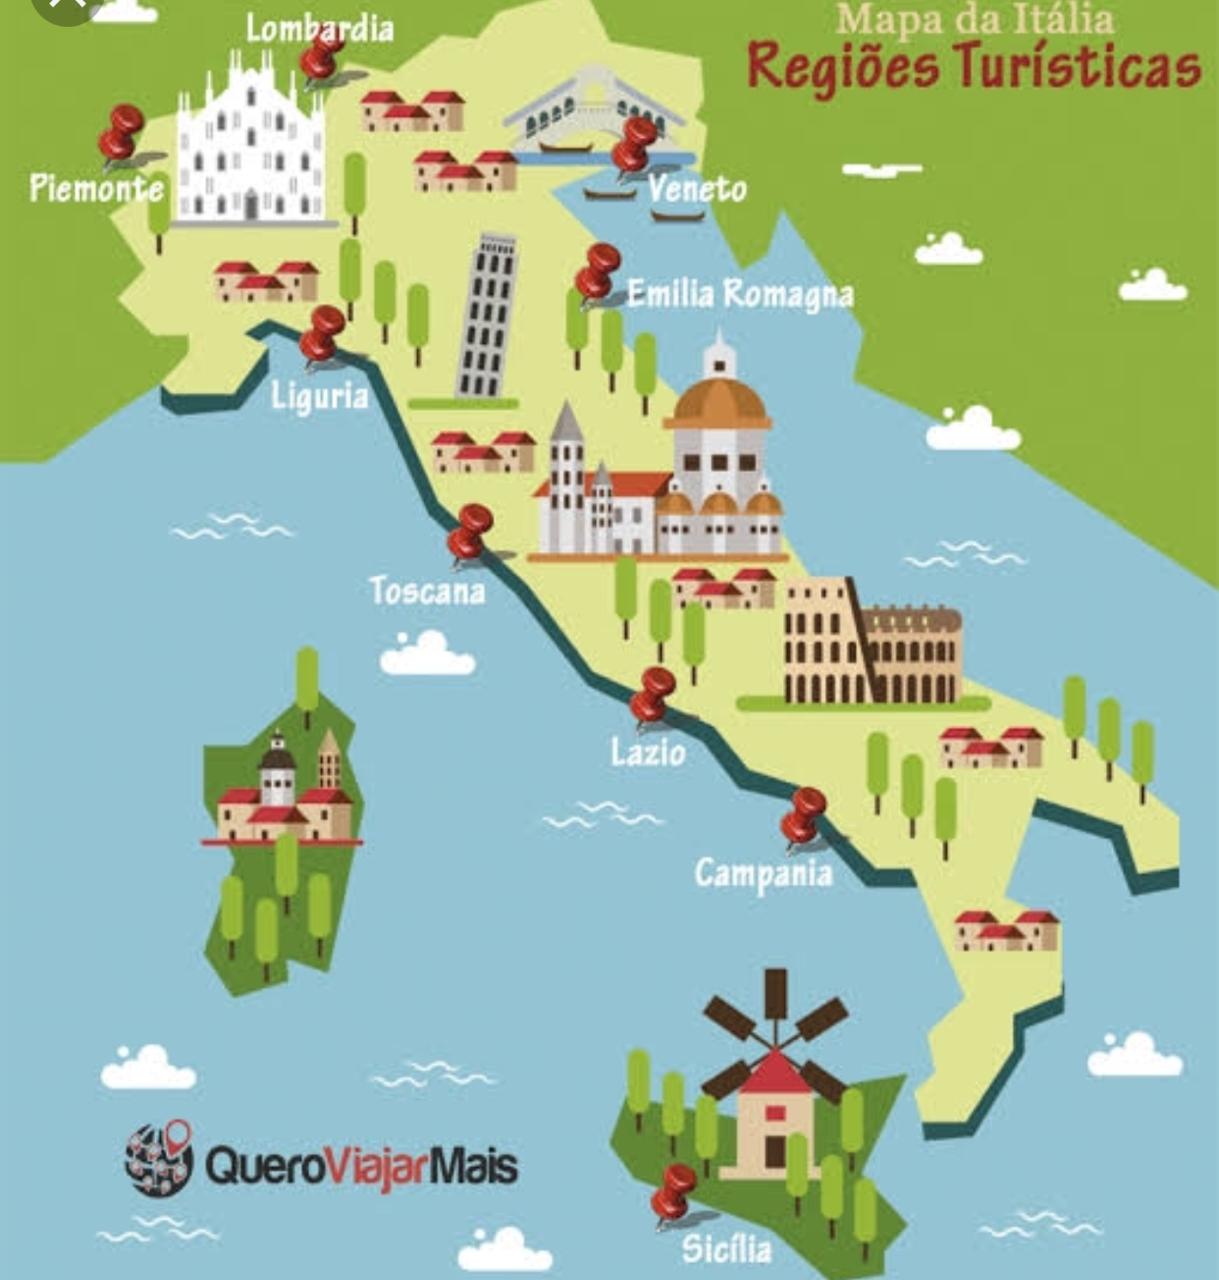 Mapa da Itália
Regiões Turísticas
Lombardia
Piemonte
Veneto
Emilia Romagna
Liguria
Toscana
Lazio
Campania
QueroViajarMais
Sicília